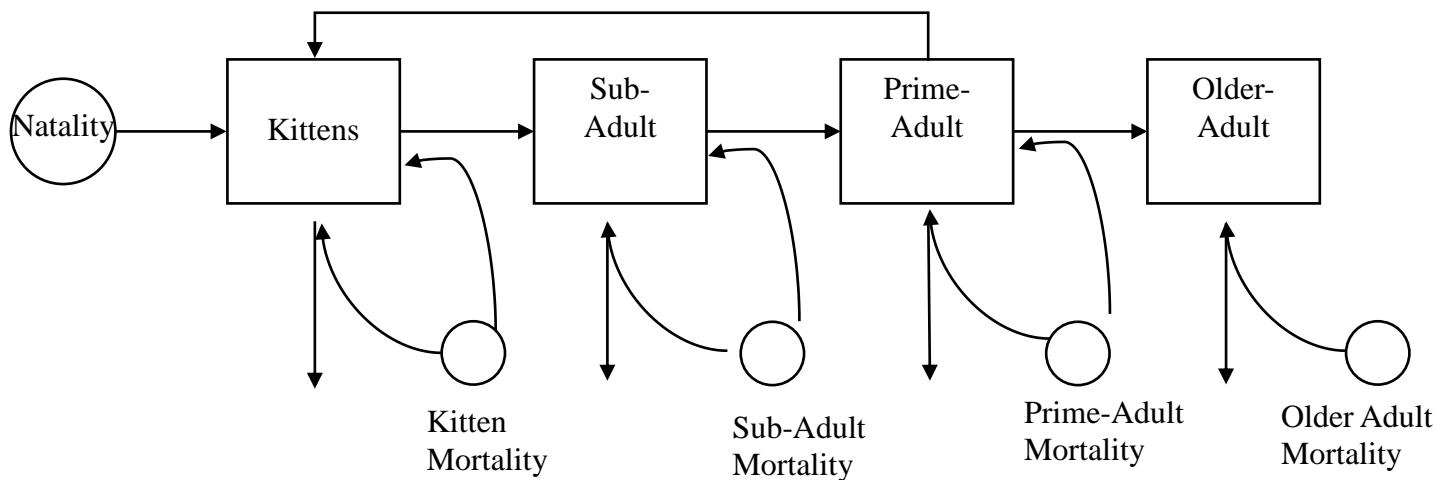 Natality
Kittens
Sub-
Adult
Prime-
Adult
Older-
Adult
Kitten
Mortality
Sub-Adult
Mortality
Prime-Adult
Mortality
Older Adult
Mortality